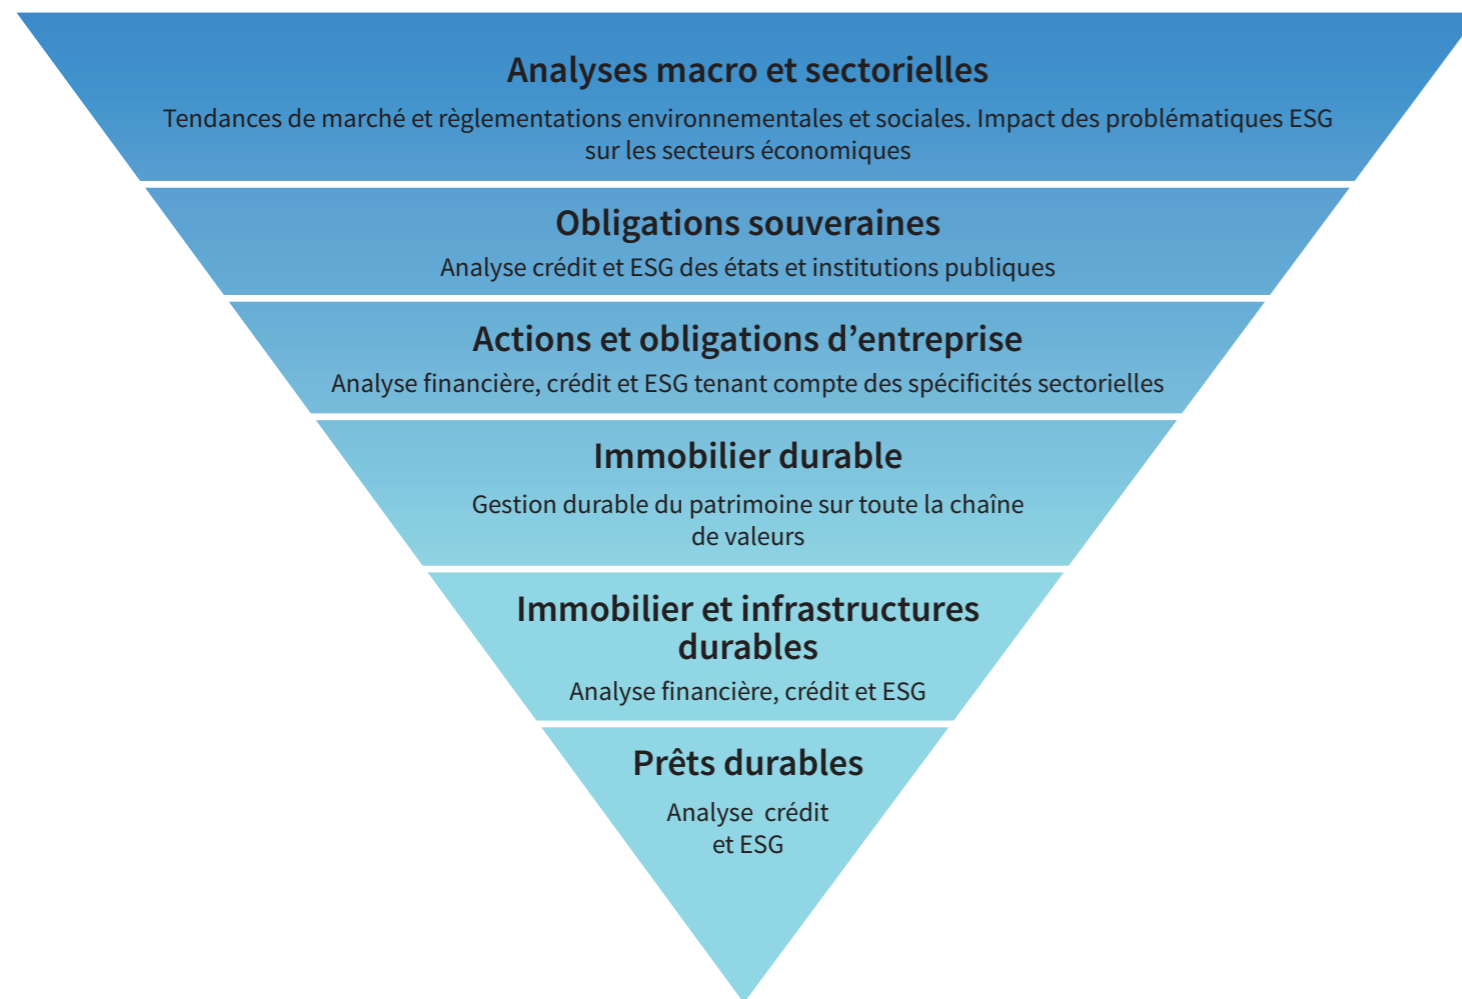 Analyses macro et sectorielles
Tendances de marché et règlementations environnementales et sociales. Impact des problématiques ESG
sur les secteurs économiques
Obligations souveraines
Analyse crédit et ESG des états et institutions publiques
Actions et obligations d’entreprise
Analyse financière, crédit et ESG tenant compte des spécificités sectorielles
Immobilier durable
Gestion durable du patrimoine sur toute la chaîne
de valeurs
Immobilier et infrastructures
durables
Analyse financière, crédit et ESG
Prêts durables
Analyse  crédit
et ESG